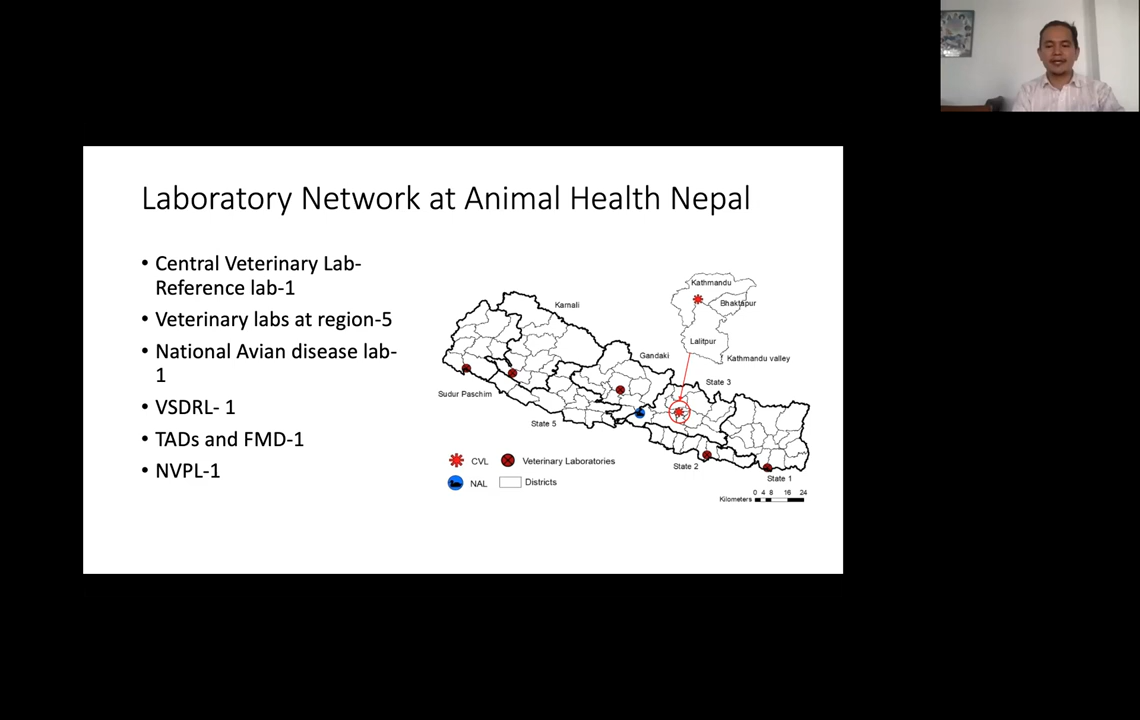 Laboratory Network at Animal Health Nepal
• Central Veterinary Lab-
Reference lab-1
• Veterinary labs at region-5
• National Avian disease lab-
1
• VSDRL- 1
• TADs and FMD-1
• NVPL-1
Kathmandu
Bhaktapur
Lalitpur
Kathmandu valley
Karnali
Gandaki
State 3
Sudur Paschim
State 5
State 2
State 1
CVL
Veterinary Laboratories
NAL
Districts
Kilometers
0 4 8 16 24